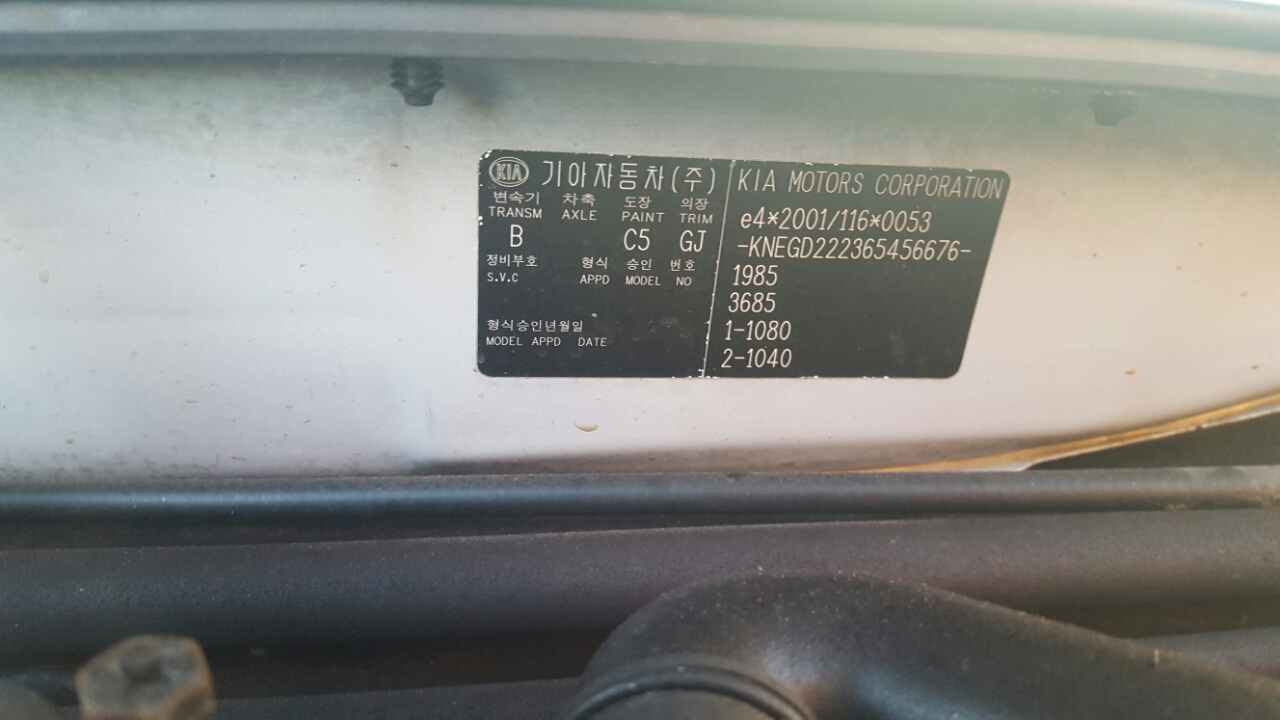 KIA 기아자동차(주)
변속기 차축 도장 의장
TRANSM AXLE PAINT TRIM
B C5 GJ
정비부호 형식 승인 번호
S.V.C APPD MODEL NO
형식승인년월일
MODEL APPD DATE
KIA MOTORS CORPORATION
e4*2001/116*0053
-KNEGD222365456676-
1985
3685
1-1080
2-1040